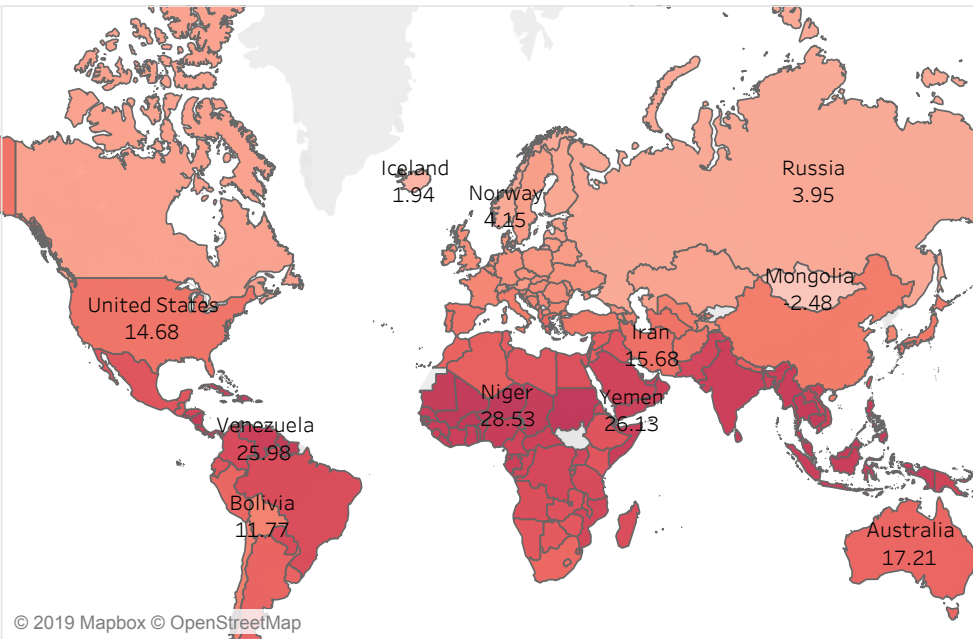 Iceland
1.94
Norway
4.15
Russia
3.95
Mongolia
-2.48
United States
14.68
Iran
15.68
Niger
28.53
Yemen
26.13
Venezuela
25.98
Bolivia
11.77
Australia
17.21
© 2019 Mapbox © OpenStreetMap